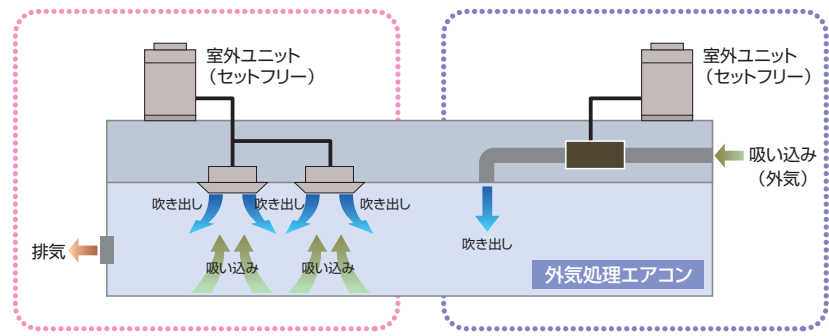 室外ユニット
（セットフリー）
室外ユニット
（セットフリー）
吸い込み
（外気）
吹き出し
吹き出し
吹き出し
吹き出し
排気
吸い込み
吸い込み
外気処理エアコン